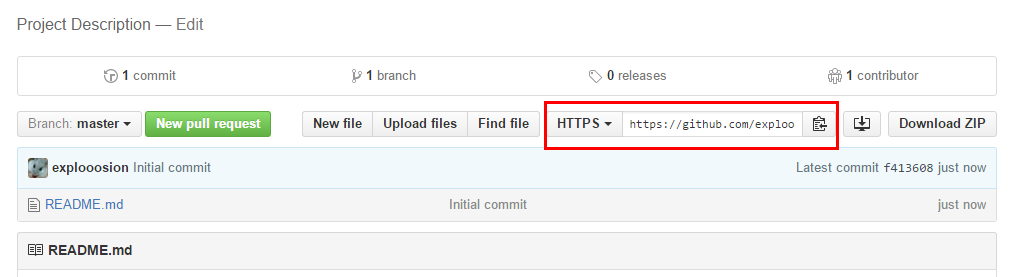 Project Description — Edit
1 commit 1 branch 0 releases 1 contributor
Branch: master New pull request New file Upload files Find file HTTPS https://github.com/exploo Download ZIP
explooosion Initial commit Latest commit f413608 just now
README.md Initial commit just now
README.md